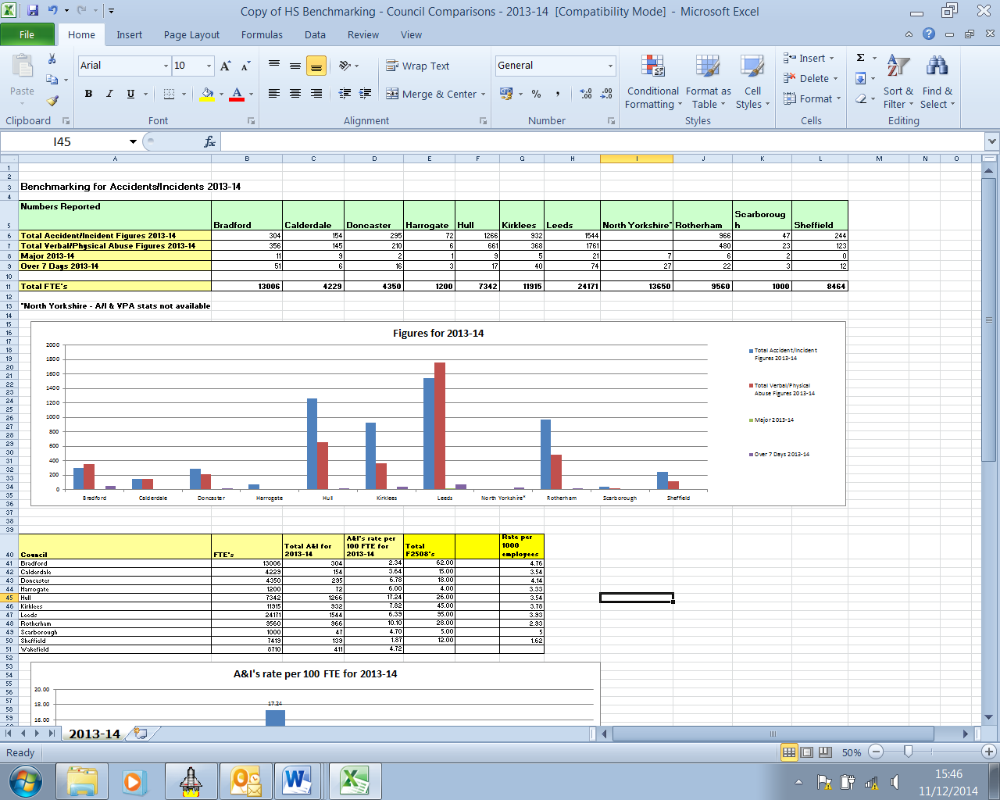 Copy of HS Benchmarking - Council Comparisons - 2013-14 [Compatibility Mode] - Microsoft Excel
File Home Insert Page Layout Formulas Data Review View
Paste
Arial 10
B I U
Wrap Text
Merge & Center
General
%
Conditional Formatting
Format as Table
Cell Styles
Insert
Delete
Format
Sort & Filter
Find & Select
Clipboard Font Alignment Number Styles Cells Editing
I45 fx
A B C D E F G H I J K L M N O
Benchmarking for Accidents/Incidents 2013-14
Numbers Reported Bradford Calderdale Doncaster Harrogate Hull Kirklees Leeds North Yorkshire* Rotherham Scarborough Sheffield
Total Accident/Incident Figures 2013-14 304 154 295 72 1266 932 1544 966 47 244
Total Verbal/Physical Abuse Figures 2013-14 356 145 210 6 661 368 1761 480 23 123
Major 2013-14 11 9 2 1 9 5 21 7 6 2 0
Over 7 Days 2013-14 51 6 16 3 17 40 74 27 22 3 12
Total FTE's 13006 4229 4350 1200 7342 11915 24171 13650 9560 1000 8464
*North Yorkshire - A/I & VPA stats not available
Figures for 2013-14
2000
1800
1600
1400
1200
1000
800
600
400
200
0
Bradford Calderdale Doncaster Harrogate Hull Kirklees Leeds North Yorkshire* Rotherham Scarborough Sheffield
Total Accident/Incident Figures 2013-14
Total Verbal/Physical Abuse Figures 2013-14
Major 2013-14
Over 7 Days 2013-14
Council FTE's Total A&I for 2013-14 A&I's rate per 100 FTE for 2013-14 Total F2508's Rate per 1000 employees
Bradford 13006 304 2.34 62.00 4.76
Calderdale 4229 154 3.64 15.00 3.54
Doncaster 4350 295 6.78 18.00 4.14
Harrogate 1200 72 6.00 4.00 3.33
Hull 7342 1266 17.24 26.00 3.54
Kirklees 11915 932 7.82 45.00 3.78
Leeds 24171 1544 6.39 95.00 3.93
Rotherham 9560 966 10.10 28.00 2.93
Scarborough 1000 47 4.70 5.00 5
Sheffield 7419 139 1.87 12.00 1.62
Wakefield 8710 411 4.72
A&I's rate per 100 FTE for 2013-14
20.00
18.00
16.00
17.24
2013-14
Ready 50%
15:46
11/12/2014